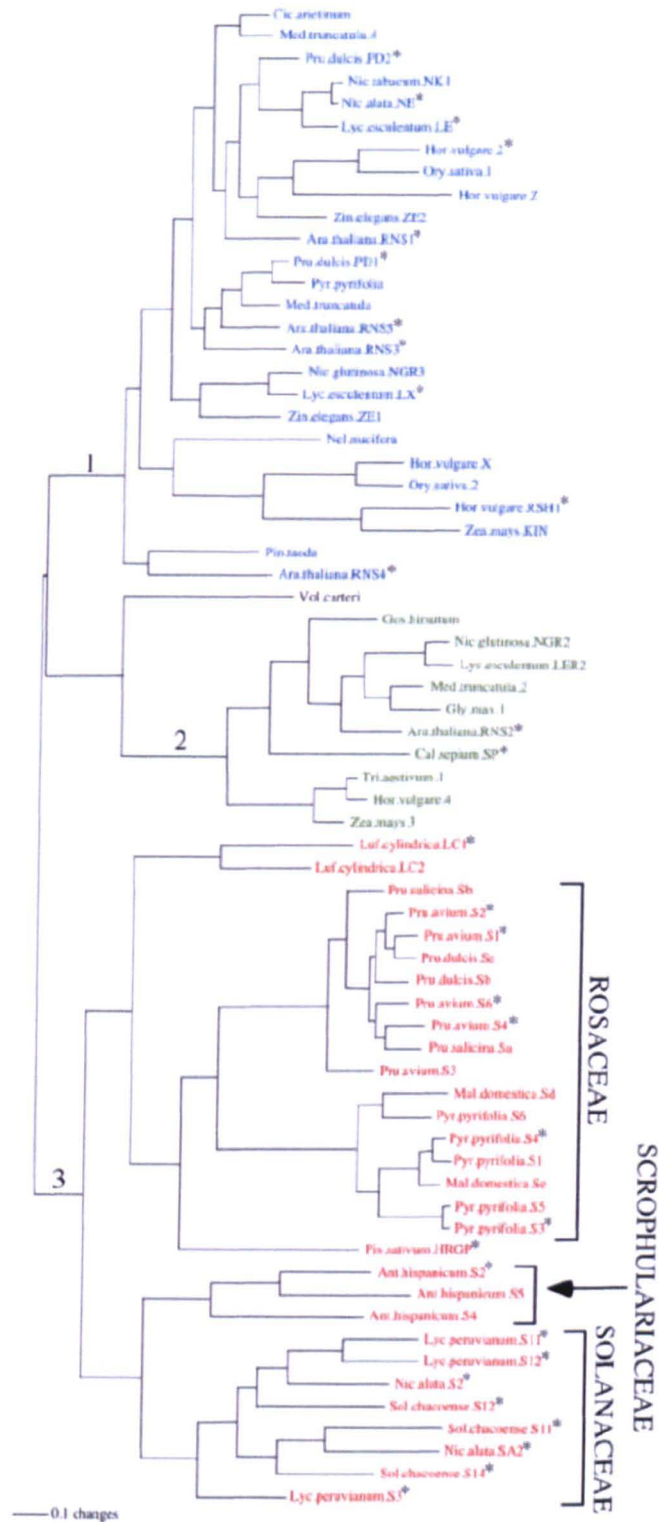 Cic.arietinum
Med.truncatula.4
Pru.dulcis.PD2*
Nic.tabacum.NK1
Nic.alata.NE*
Lyc.esculentum.LE*
Hor.vulgare.2*
Ory.sativa.1
Hor.vulgare.Z
Zin.elegans.ZE2
Ara.thaliana.RNS1*
Pru.dulcis.PD1*
Pyr.pyrifolia
Med.truncatula
Ara.thaliana.RNS5*
Ara.thaliana.RNS3*
Nic.glutinosa.NGR3
Lyc.esculentum.LX*
Zin.elegans.ZE1
Nel.nucifera
1
Hor.vulgare.X
Ory.sativa.2
Hor.vulgare.RSH1*
Zea.mays.KIN
Pin.taeda
Ara.thaliana.RNS4*
Vol.carteri
Gos.hirsutum
Nic.glutinosa.NGR2
Lyc.esculentum.LER2
Med.truncatula.2
Gly.max.1
Ara.thaliana.RNS2*
2
Cal.sepium.SP*
Tri.aestivum.1
Hor.vulgare.4
Zea.mays.3
Luf.cylindrica.LC1*
Luf.cylindrica.LC2
Pru.salicina.Sb
Pru.avium.S2*
Pru.avium.S1*
Pru.dulcis.Sc
Pru.dulcis.Sb
Pru.avium.S6*
Pru.avium.S4*
Pru.salicina.Sa
Pru.avium.S3
ROSACEAE
Mal.domestica.Sd
Pyr.pyrifolia.S6
Pyr.pyrifolia.S4*
Pyr.pyrifolia.S1
Mal.domestica.Se
3
Pyr.pyrifolia.S5
Pyr.pyrifolia.S3*
Pis.sativum.HRGP*
Ant.hispanicum.S2*
Ant.hispanicum.S5
Ant.hispanicum.S4
SCROPHULARIACEAE
Lyc.peruvianum.S11*
Lyc.peruvianum.S12*
Nic.alata.S2*
Sol.chacoense.S12*
Sol.chacoense.S11*
Nic.alata.SA2*
Sol.chacoense.S14*
Lyc.peruvianum.S3*
SOLANACEAE
0.1 changes